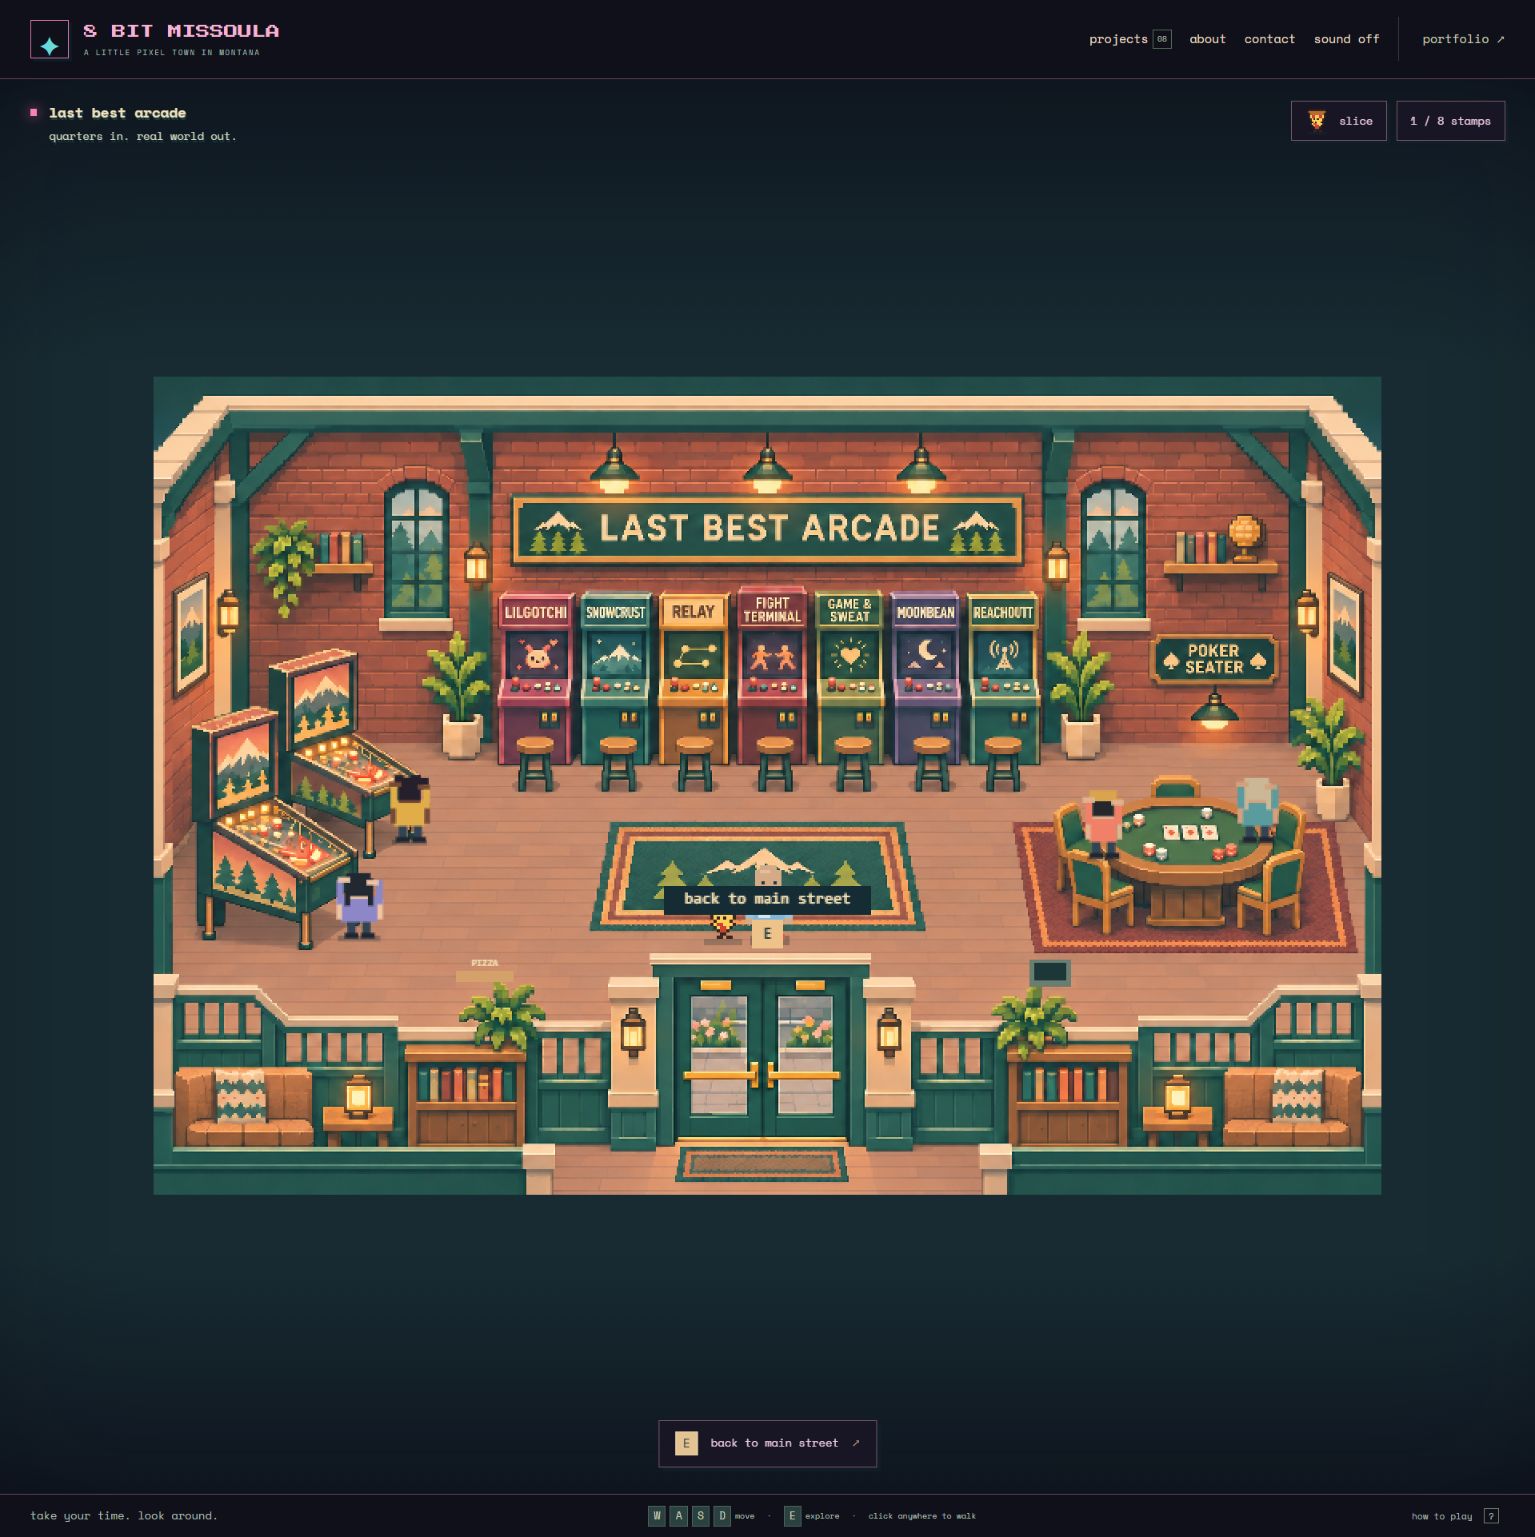 8 BIT MISSOULA
A LITTLE PIXEL TOWN IN MONTANA
projects 08 about contact sound off portfolio ↗
last best arcade
quarters in. real world out.
slice
1 / 8 stamps
LAST BEST ARCADE
LILGOTCHI
SNOWCRUST
RELAY
FIGHT
TERMINAL
GAME &
SWEAT
MOONBEAN
REACHOUTT
POKER
SEATER
back to main street
E
PIZZA
E back to main street ↗
take your time. look around.
W A S D move · E explore · click anywhere to walk
how to play ?